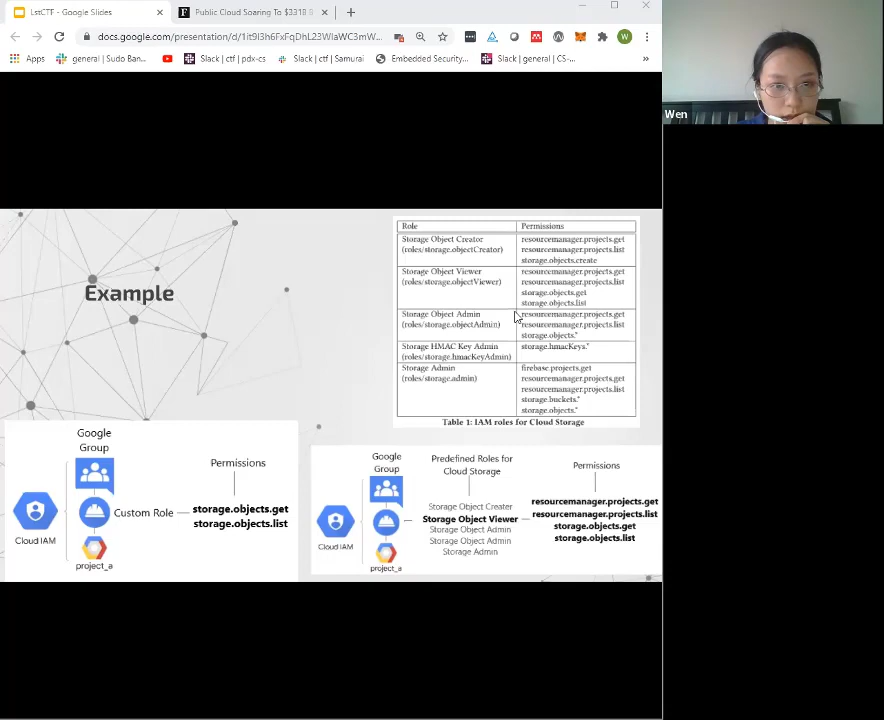 LstCTF - Google Slides
Public Cloud Soaring To $331B
docs.google.com/presentation/d/
Apps
general | Sudo Ban...
Slack | ctf | pdx-cs
Slack | ctf | Samurai
Embedded Security...
Slack | general | CS-...
W
Wen
Example
Role Permissions
Storage Object Creator resourcemanager.projects.get
(roles/storage.objectCreator) resourcemanager.projects.list
storage.objects.create
Storage Object Viewer resourcemanager.projects.get
(roles/storage.objectViewer) resourcemanager.projects.list
storage.objects.get
storage.objects.list
Storage Object Admin resourcemanager.projects.get
(roles/storage.objectAdmin) resourcemanager.projects.list
storage.objects.*
Storage HMAC Key Admin storage.hmacKeys.*
(roles/storage.hmacKeyAdmin)
Storage Admin firebase.projects.get
(roles/storage.admin) resourcemanager.projects.get
resourcemanager.projects.list
storage.buckets.*
storage.objects.*
Table 1: IAM roles for Cloud Storage
Google
Group
Permissions
Custom Role
storage.objects.get
storage.objects.list
Cloud IAM
project_a
Google
Group
Predefined Roles for
Cloud Storage
Permissions
Storage Object Creater
Storage Object Viewer
Storage Object Admin
Storage Object Admin
Storage Admin
resourcemanager.projects.get
resourcemanager.projects.list
storage.objects.get
storage.objects.list
Cloud IAM
project_a